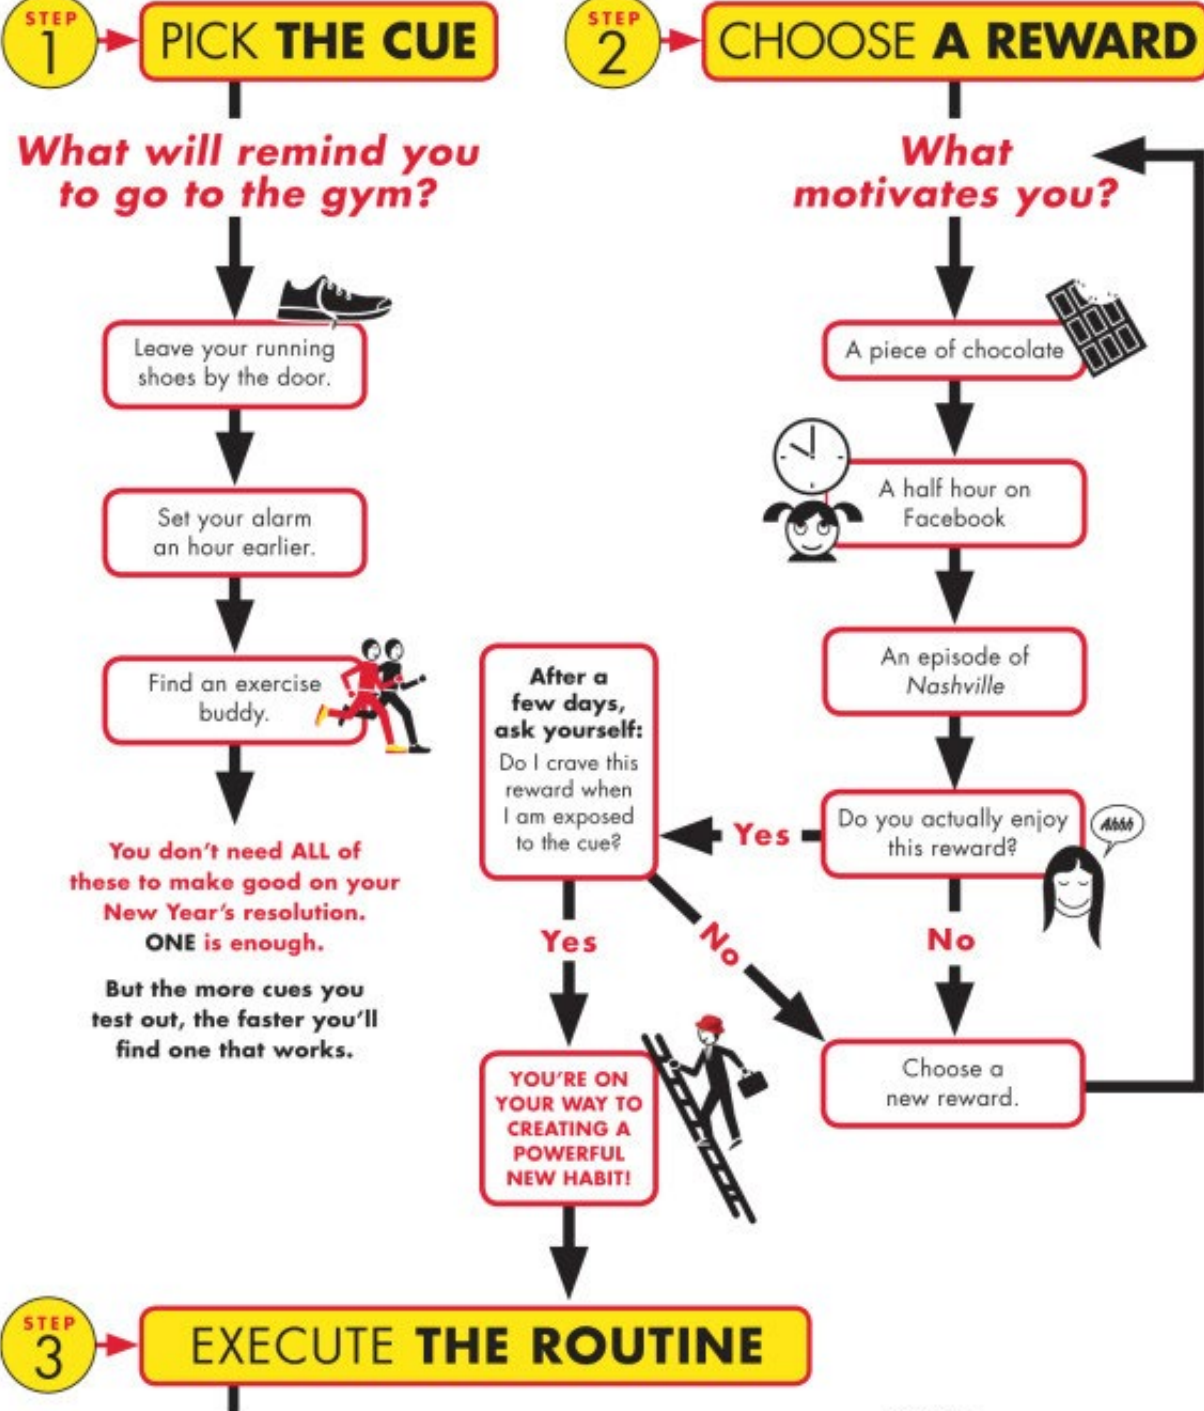 STEP
1
PICK THE CUE
What will remind you
to go to the gym?
Leave your running
shoes by the door.
Set your alarm
an hour earlier.
Find an exercise
buddy.
You don't need ALL of
these to make good on your
New Year's resolution.
ONE is enough.
But the more cues you
test out, the faster you'll
find one that works.
STEP
2
CHOOSE A REWARD
What
motivates you?
A piece of chocolate
A half hour on
Facebook
An episode of
Nashville
Do you actually enjoy
this reward?
Ahhh
Yes
No
After a
few days,
ask yourself:
Do I crave this
reward when
I am exposed
to the cue?
Yes
No
Choose a
new reward.
YOU'RE ON
YOUR WAY TO
CREATING A
POWERFUL
NEW HABIT!
STEP
3
EXECUTE THE ROUTINE